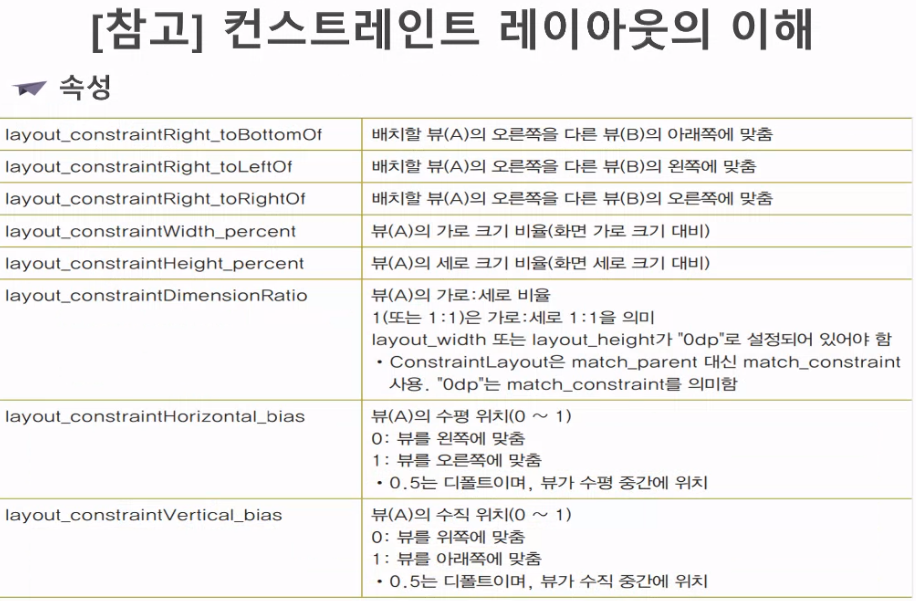 [참고] 컨스트레인트 레이아웃의 이해
속성
layout_constraintRight_toBottomOf 배치할 뷰(A)의 오른쪽을 다른 뷰(B)의 아래쪽에 맞춤
layout_constraintRight_toLeftOf 배치할 뷰(A)의 오른쪽을 다른 뷰(B)의 왼쪽에 맞춤
layout_constraintRight_toRightOf 배치할 뷰(A)의 오른쪽을 다른 뷰(B)의 오른쪽에 맞춤
layout_constraintWidth_percent 뷰(A)의 가로 크기 비율(화면 가로 크기 대비)
layout_constraintHeight_percent 뷰(A)의 세로 크기 비율(화면 세로 크기 대비)
layout_constraintDimensionRatio 뷰(A)의 가로:세로 비율
1(또는 1:1)은 가로:세로 1:1을 의미
layout_width 또는 layout_height가 "0dp"로 설정되어 있어야 함
• ConstraintLayout은 match_parent 대신 match_constraint
사용. "0dp"는 match_constraint를 의미함
layout_constraintHorizontal_bias 뷰(A)의 수평 위치(0 ~ 1)
0: 뷰를 왼쪽에 맞춤
1: 뷰를 오른쪽에 맞춤
• 0.5는 디폴트이며, 뷰가 수평 중간에 위치
layout_constraintVertical_bias 뷰(A)의 수직 위치(0 ~ 1)
0: 뷰를 위쪽에 맞춤
1: 뷰를 아래쪽에 맞춤
• 0.5는 디폴트이며, 뷰가 수직 중간에 위치